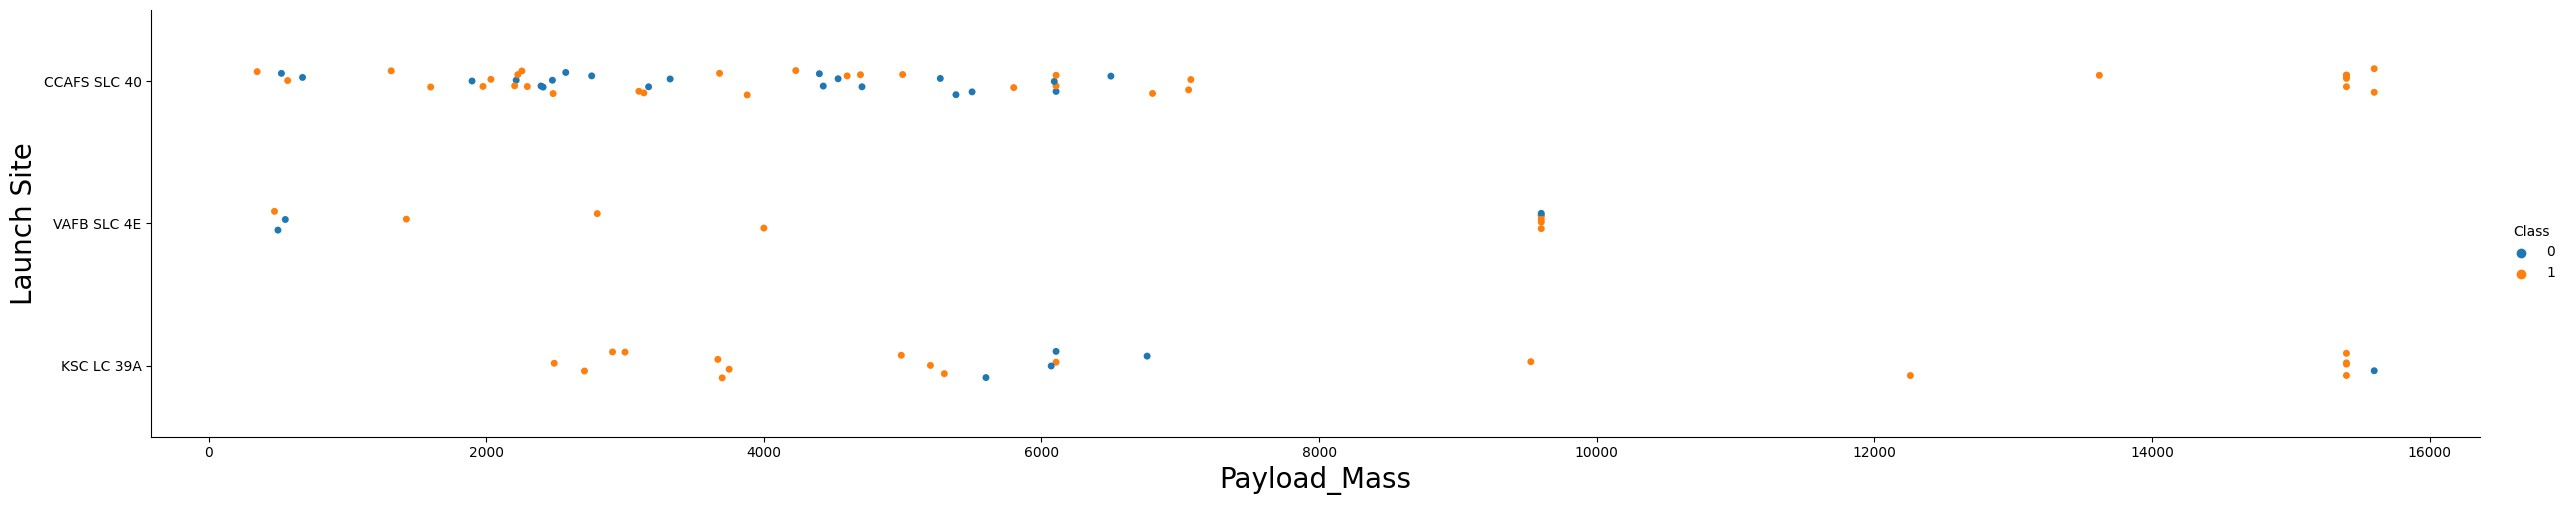 CCAFS SLC 40
VAFB SLC 4E
KSC LC 39A
Launch Site
0 2000 4000 6000 8000 10000 12000 14000 16000
Payload_Mass
Class
0
1